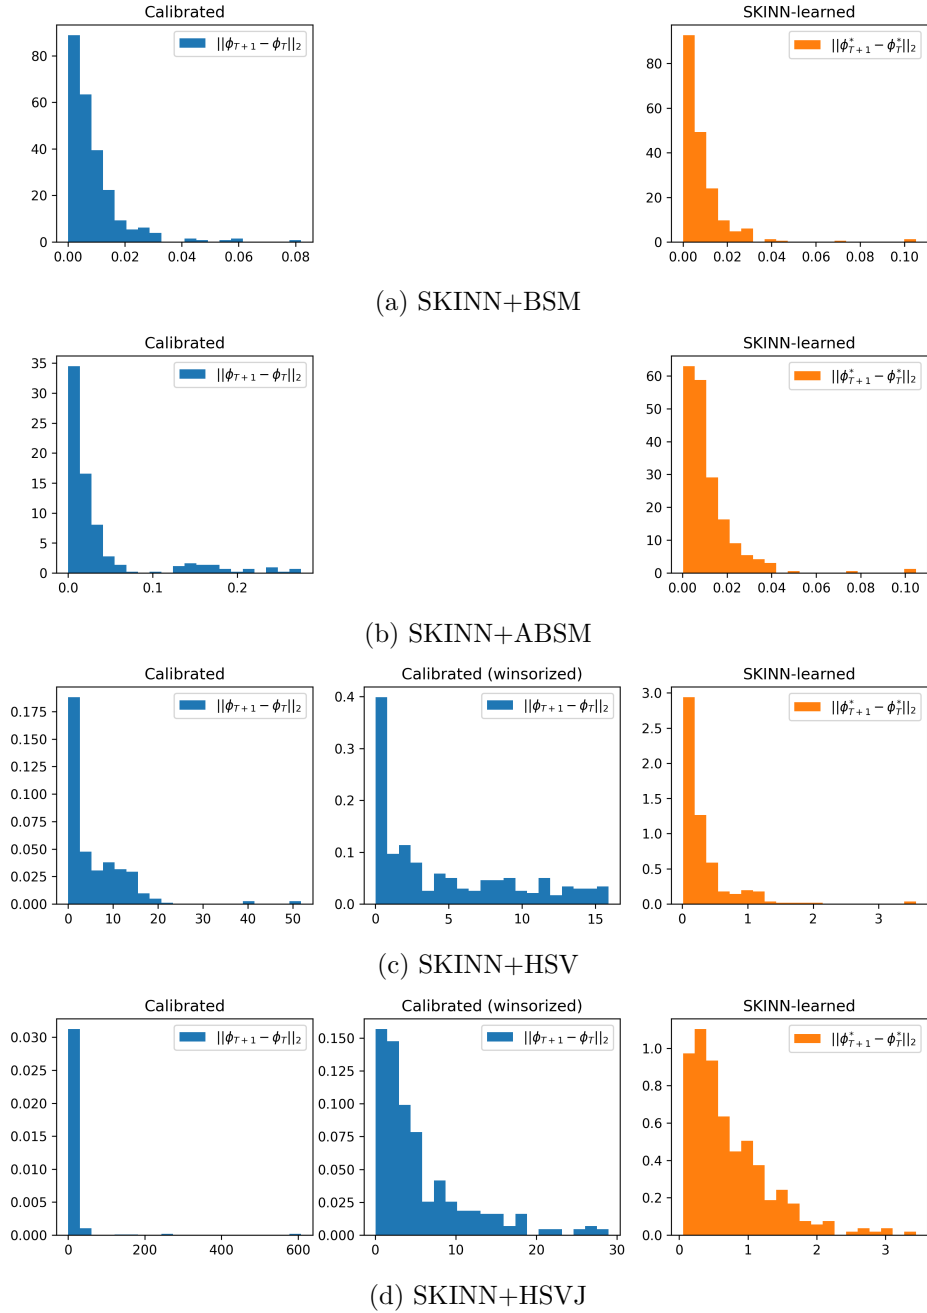 Calibrated
SKINN-learned
||ϕ_{T+1} − ϕ_T||_2
||ϕ*_{T+1} − ϕ*_T||_2
80
60
40
20
0
0.00 0.02 0.04 0.06 0.08
80
60
40
20
0
0.00 0.02 0.04 0.06 0.08 0.10
(a) SKINN+BSM
Calibrated
SKINN-learned
||ϕ_{T+1} − ϕ_T||_2
||ϕ*_{T+1} − ϕ*_T||_2
35
30
25
20
15
10
5
0
0.0 0.1 0.2
60
50
40
30
20
10
0
0.00 0.02 0.04 0.06 0.08 0.10
(b) SKINN+ABSM
Calibrated
Calibrated (winsorized)
SKINN-learned
||ϕ_{T+1} − ϕ_T||_2
||ϕ_{T+1} − ϕ_T||_2
||ϕ*_{T+1} − ϕ*_T||_2
0.175
0.150
0.125
0.100
0.075
0.050
0.025
0.000
0 10 20 30 40 50
0.4
0.3
0.2
0.1
0.0
0 5 10 15
3.0
2.5
2.0
1.5
1.0
0.5
0.0
0 1 2 3
(c) SKINN+HSV
Calibrated
Calibrated (winsorized)
SKINN-learned
||ϕ_{T+1} − ϕ_T||_2
||ϕ_{T+1} − ϕ_T||_2
||ϕ*_{T+1} − ϕ*_T||_2
0.030
0.025
0.020
0.015
0.010
0.005
0.000
0 200 400 600
0.150
0.125
0.100
0.075
0.050
0.025
0.000
0 10 20 30
1.0
0.8
0.6
0.4
0.2
0.0
0 1 2 3
(d) SKINN+HSVJ